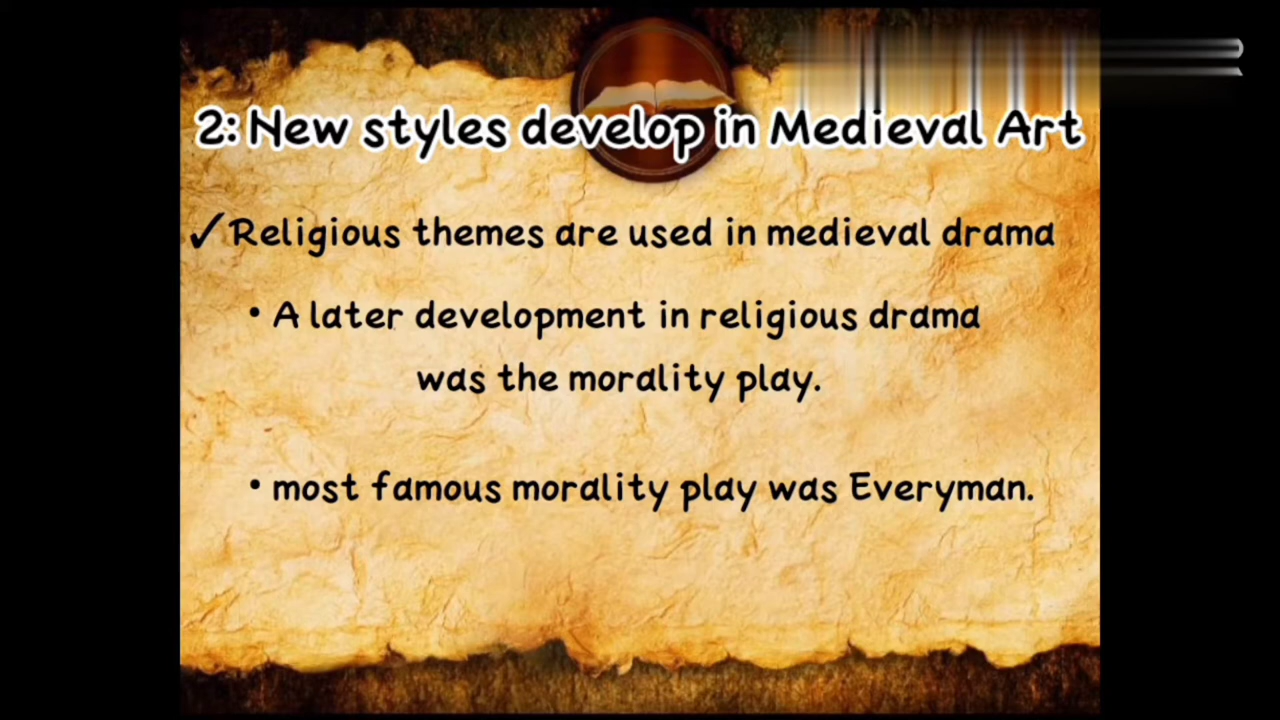 2: New styles develop in Medieval Art
✓Religious themes are used in medieval drama
• A later development in religious drama
was the morality play.
• most famous morality play was Everyman.